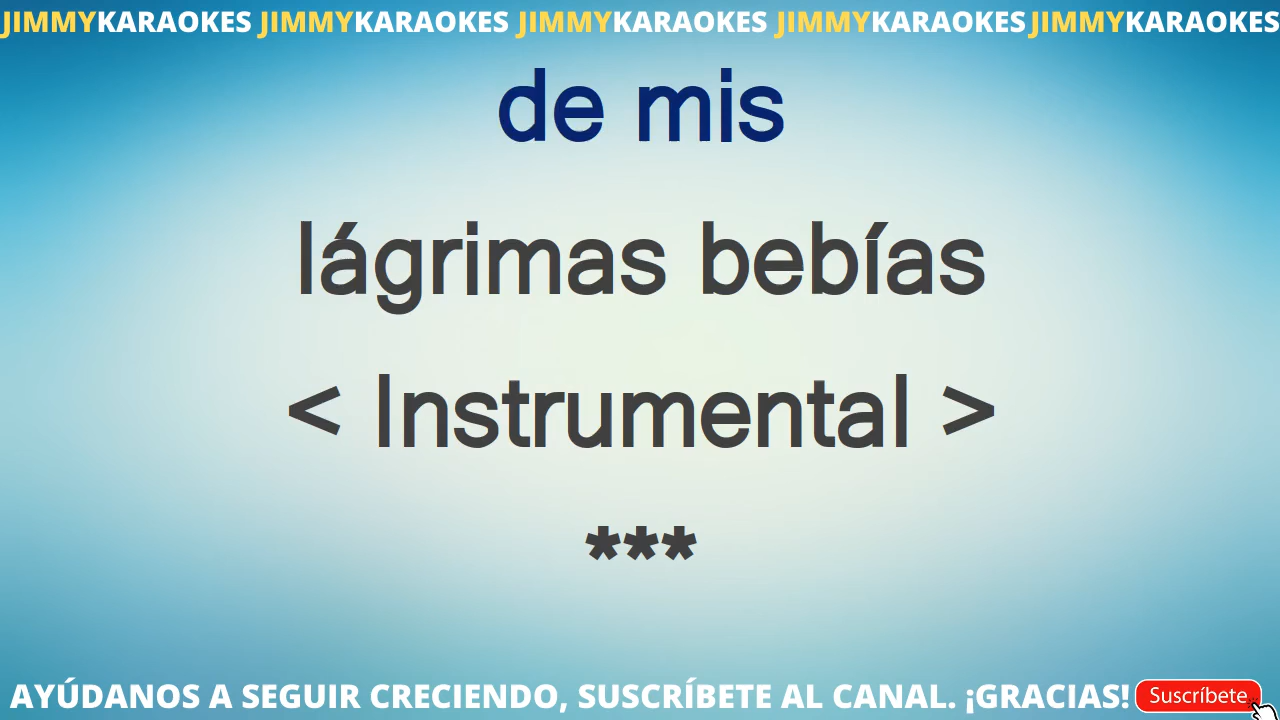 JIMMYKARAOKES JIMMYKARAOKES JIMMYKARAOKES JIMMYKARAOKES JIMMYKARAOKES
de mis
lágrimas bebías
< Instrumental >
***
AYÚDANOS A SEGUIR CRECIENDO, SUSCRÍBETE AL CANAL. ¡GRACIAS! Suscríbete